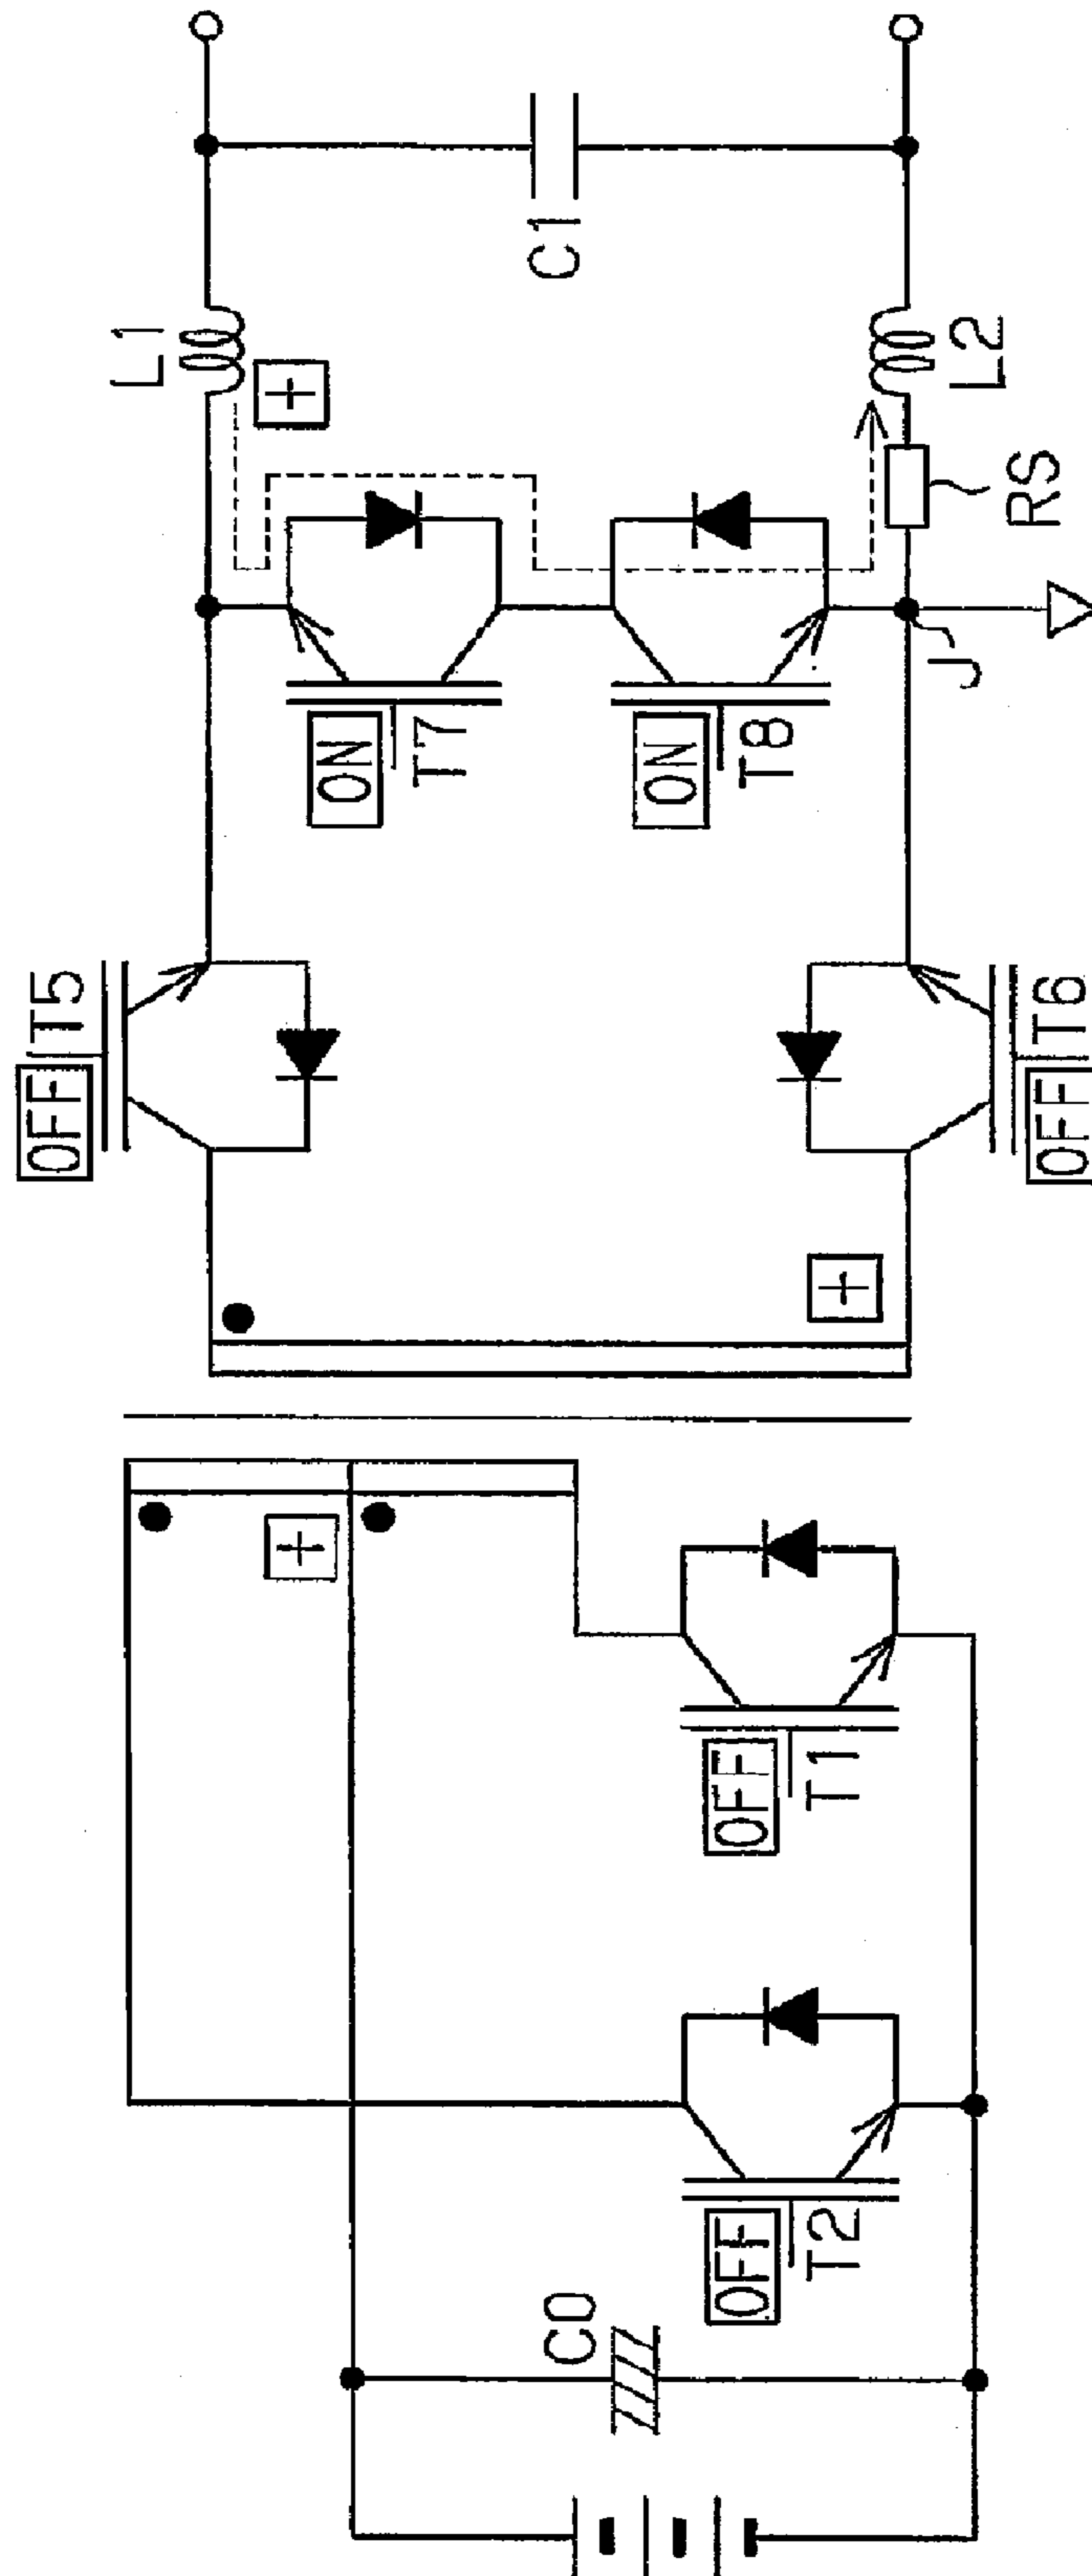 L1
C1
L2
+
RS
ON
T7
ON
T8
J
OFF
T5
OFF
T6
+
+
OFF
T1
OFF
T2
C0